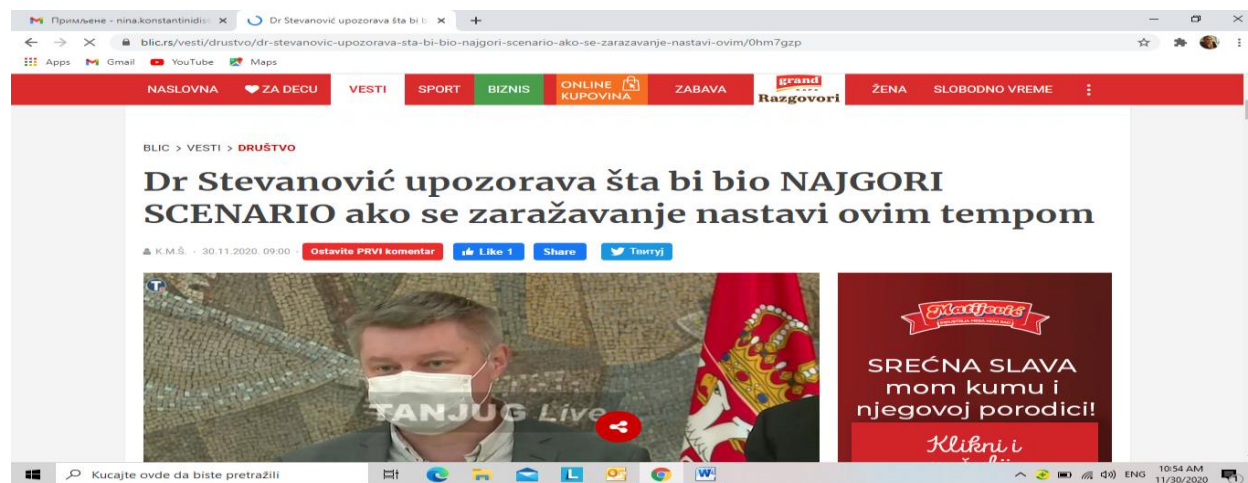 Примљене - nina.konstantinidis
Dr Stevanović upozorava šta bi b
blic.rs/vesti/drustvo/dr-stevanovic-upozorava-sta-bi-bio-najgori-scenario-ako-se-zarazavanje-nastavi-ovim/0hm7gzp
Apps Gmail YouTube Maps
NASLOVNA ZA DECU VESTI SPORT BIZNIS ONLINE KUPOVINA ZABAVA grand Razgovori ŽENA SLOBODNO VREME
BLIC > VESTI > DRUŠTVO
Dr Stevanović upozorava šta bi bio NAJGORI
SCENARIO ako se zaražavanje nastavi ovim tempom
K.M.Š. - 30.11.2020. 09:00 - Ostavite PRVI komentar Like 1 Share Твитуј
TANJUG Live
Matijević
SREĆNA SLAVA
mom kumu i
njegovoj porodici!
Klikni i
Kucajte ovde da biste pretražili
ENG 10:54 AM
11/30/2020